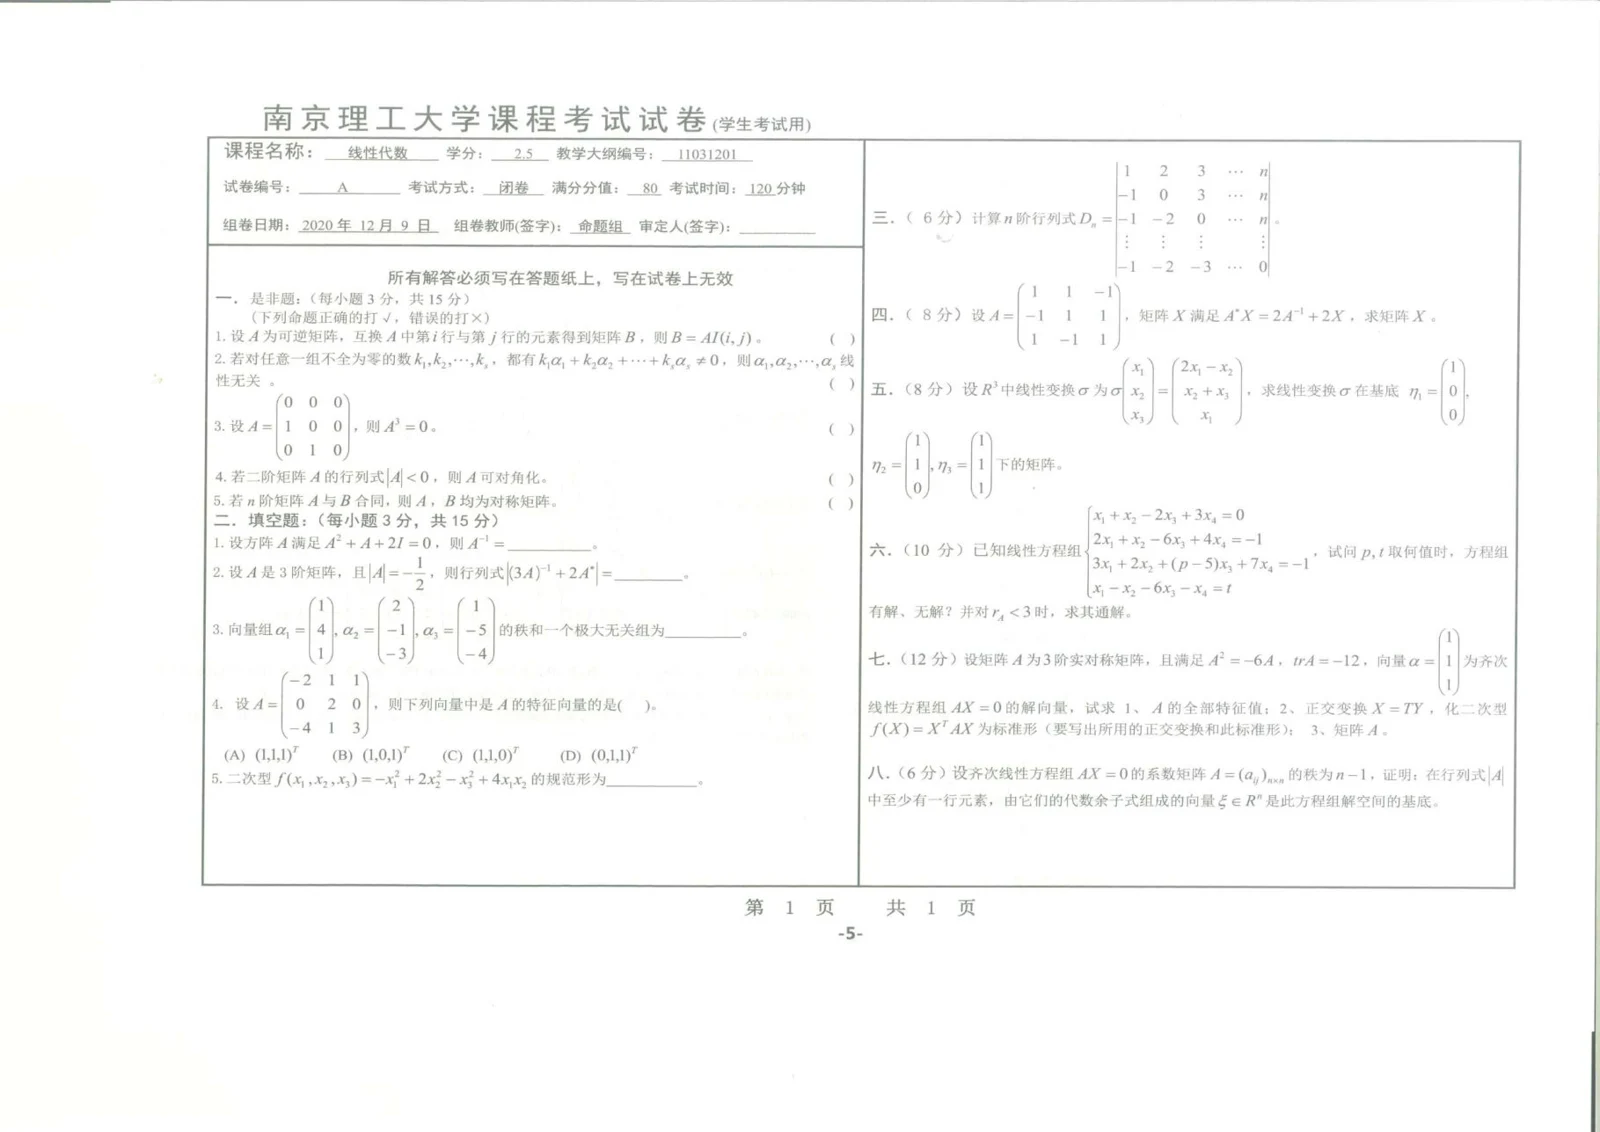 南京理工大学课程考试试卷(学生考试用)
课程名称： 线性代数 学分： 2.5 教学大纲编号： 11031201
试卷编号： A 考试方式： 闭卷 满分分值： 80 考试时间： 120 分钟
组卷日期： 2020 年 12 月 9 日 组卷教师(签字)： 命题组 审定人(签字)：
所有解答必须写在答题纸上，写在试卷上无效
一．是非题：（每小题 3 分，共 15 分）
（下列命题正确的打 √，错误的打×）
1. 设 A 为可逆矩阵，互换 A 中第 i 行与第 j 行的元素得到矩阵 B，则 B = AI(i, j)。 ( )
2. 若对任意一组不全为零的数 k₁,k₂,⋯,kₛ，都有 k₁α₁ + k₂α₂ + ⋯ + kₛαₛ ≠ 0，则 α₁,α₂,⋯,αₛ 线
性无关 。 ( )
3. 设 A = (0 0 0; 1 0 0; 0 1 0)，则 A³ = 0。 ( )
4. 若二阶矩阵 A 的行列式 |A| < 0，则 A 可对角化。 ( )
5. 若 n 阶矩阵 A 与 B 合同，则 A，B 均为对称矩阵。 ( )
二．填空题：（每小题 3 分，共 15 分）
1. 设方阵 A 满足 A² + A + 2I = 0，则 A⁻¹ = ________。
2. 设 A 是 3 阶矩阵，且 |A| = −1/2，则行列式 |(3A)⁻¹ + 2A*| = ________。
3. 向量组 α₁ = (1; 4; 1), α₂ = (2; −1; −3), α₃ = (1; −5; −4) 的秩和一个极大无关组为________。
4. 设 A = (−2 1 1; 0 2 0; −4 1 3)，则下列向量中是 A 的特征向量的是( )。
(A) (1,1,1)ᵀ (B) (1,0,1)ᵀ (C) (1,1,0)ᵀ (D) (0,1,1)ᵀ
5. 二次型 f(x₁,x₂,x₃) = −x₁² + 2x₂² − x₃² + 4x₁x₂ 的规范形为________。
三．（ 6 分）计算 n 阶行列式 Dₙ = |1 2 3 ⋯ n; −1 0 3 ⋯ n; −1 −2 0 ⋯ n; ⋮ ⋮ ⋮ ⋮; −1 −2 −3 ⋯ 0|。
四．（ 8 分）设 A = (1 1 −1; −1 1 1; 1 −1 1)，矩阵 X 满足 A*X = 2A⁻¹ + 2X，求矩阵 X 。
五．（8 分）设 R³ 中线性变换 σ 为 σ(x₁; x₂; x₃) = (2x₁ − x₂; x₂ + x₃; x₁)，求线性变换 σ 在基底 η₁ = (1; 0; 0),
η₂ = (1; 1; 0), η₃ = (1; 1; 1) 下的矩阵。
六．（10 分）已知线性方程组 {x₁ + x₂ − 2x₃ + 3x₄ = 0
2x₁ + x₂ − 6x₃ + 4x₄ = −1
3x₁ + 2x₂ + (p − 5)x₃ + 7x₄ = −1
x₁ − x₂ − 6x₃ − x₄ = t
，试问 p, t 取何值时，方程组
有解、无解？并对 r_A < 3 时，求其通解。
七．（12 分）设矩阵 A 为 3 阶实对称矩阵，且满足 A² = −6A，trA = −12，向量 α = (1; 1; 1) 为齐次
线性方程组 AX = 0 的解向量，试求 1、 A 的全部特征值；2、 正交变换 X = TY ，化二次型
f(X) = XᵀAX 为标准形（要写出所用的正交变换和此标准形）； 3、矩阵 A 。
八．（6 分）设齐次线性方程组 AX = 0 的系数矩阵 A = (aᵢⱼ)ₙₓₙ 的秩为 n − 1，证明：在行列式 |A|
中至少有一行元素，由它们的代数余子式组成的向量 ξ ∈ Rⁿ 是此方程组解空间的基底。
第 1 页 共 1 页
-5-